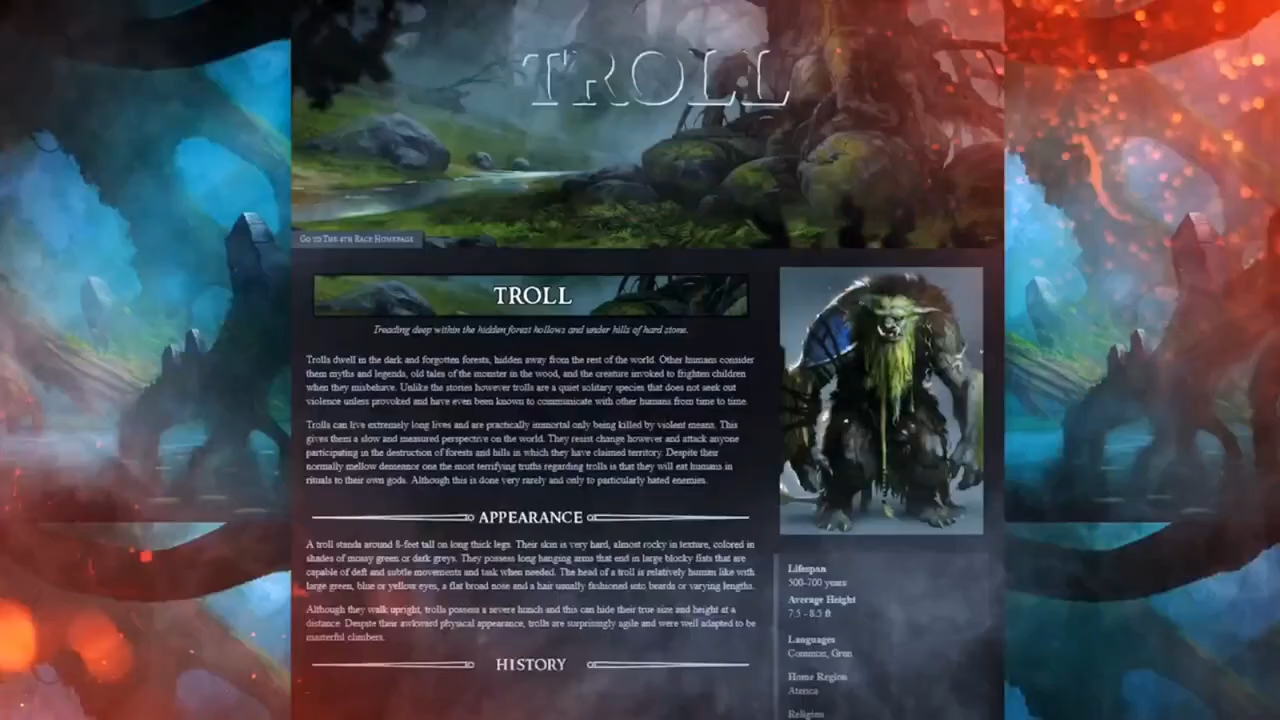 TROLL
GO TO THE 4TH RACE HOMEPAGE
TROLL
Treading deep within the hidden forest hollows and under hills of hard stone.
Trolls dwell in the dark and forgotten forests, hidden away from the rest of the world. Other humans consider
them myths and legends, old tales of the monster in the wood, and the creature invoked to frighten children
when they misbehave. Unlike the stories however trolls are a quiet solitary species that does not seek out
violence unless provoked and have even been known to communicate with other humans from time to time.
Trolls can live extremely long lives and are practically immortal only being killed by violent means. This
gives them a slow and measured perspective on the world. They resist change however and attack anyone
participating in the destruction of forests and hills in which they have claimed territory. Despite their
normally mellow demeanor one the most terrifying truths regarding trolls is that they will eat humans in
rituals to their own gods. Although this is done very rarely and only to particularly hated enemies.
APPEARANCE
A troll stands around 8-feet tall on long thick legs. Their skin is very hard, almost rocky in texture, colored in
shades of mossy green or dark greys. They possess long hanging arms that end in large blocky fists that are
capable of deft and subtle movements and task when needed. The head of a troll is relatively human like with
large green, blue or yellow eyes, a flat broad nose and a hair usually fashioned into beards or varying lengths.
Although they walk upright, trolls possess a severe hunch and this can hide their true size and height at a
distance. Despite their awkward physical appearance, trolls are surprisingly agile and were well adapted to be
masterful climbers.
HISTORY
Lifespan
500-700 years
Average Height
7.5 - 8.5 ft
Languages
Common,
Home Region
Religion